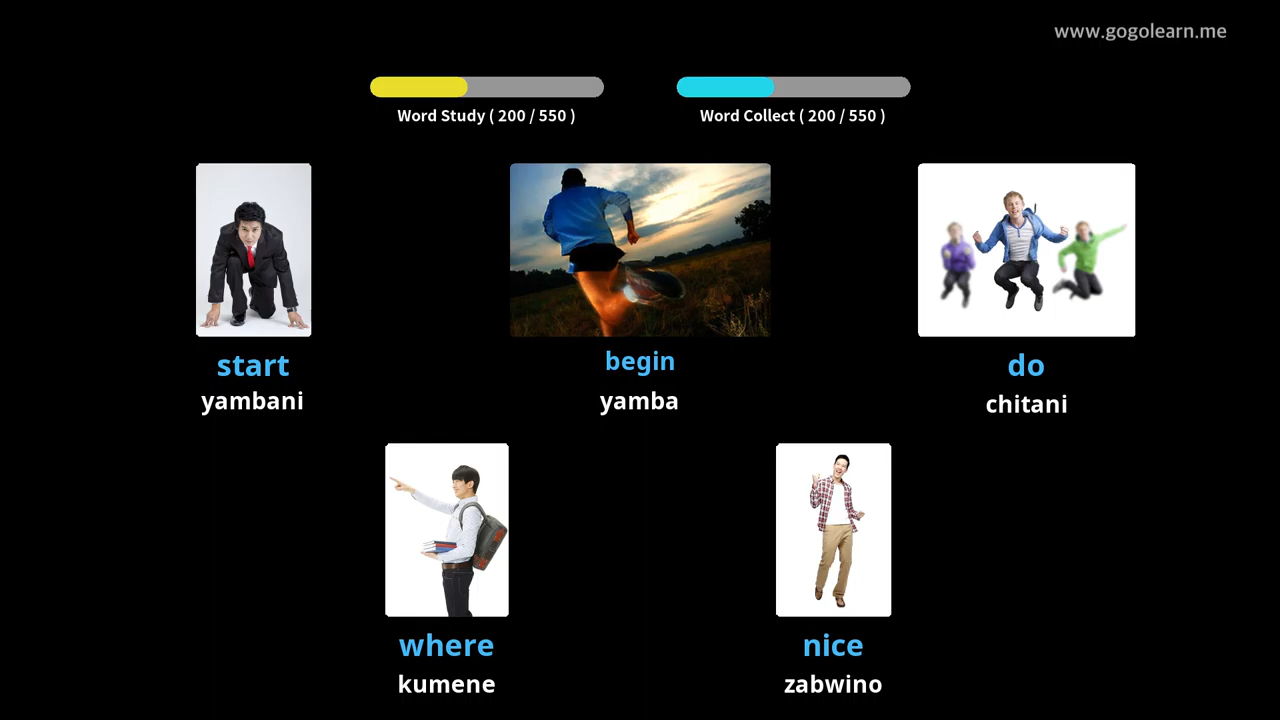 www.gogolearn.me
Word Study ( 200 / 550 )
Word Collect ( 200 / 550 )
start
yambani
begin
yamba
do
chitani
where
kumene
nice
zabwino